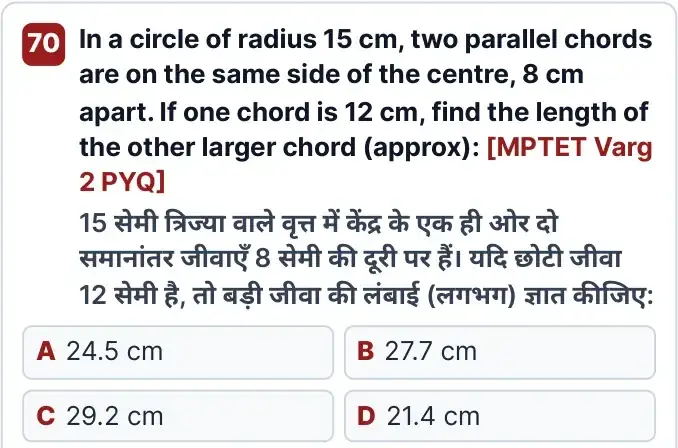 70 In a circle of radius 15 cm, two parallel chords
are on the same side of the centre, 8 cm
apart. If one chord is 12 cm, find the length of
the other larger chord (approx): [MPTET Varg
2 PYQ]
15 सेमी त्रिज्या वाले वृत्त में केंद्र के एक ही ओर दो
समानांतर जीवाएँ 8 सेमी की दूरी पर हैं। यदि छोटी जीवा
12 सेमी है, तो बड़ी जीवा की लंबाई (लगभग) ज्ञात कीजिए:
A 24.5 cm
B 27.7 cm
C 29.2 cm
D 21.4 cm